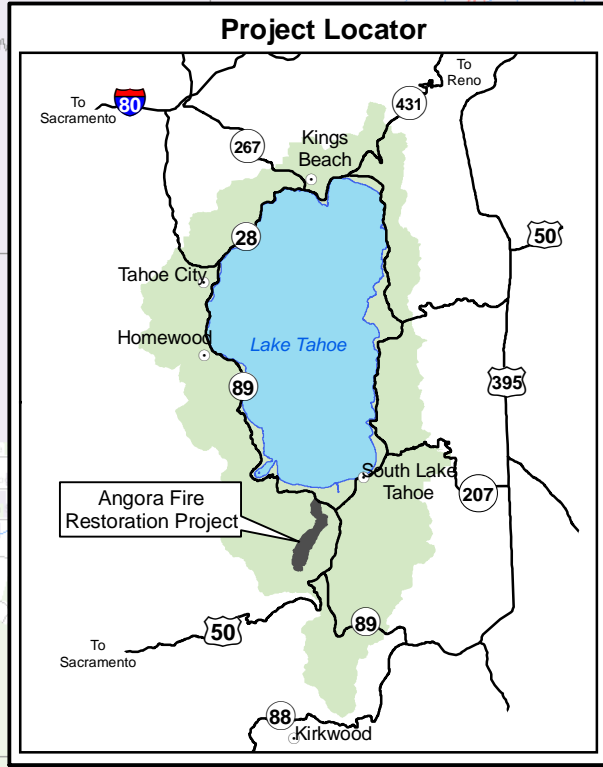 Project Locator
To
Reno
To
Sacramento
80
431
267
Kings
Beach
28
50
Tahoe City
Homewood
Lake Tahoe
395
89
South Lake
Tahoe
207
Angora Fire
Restoration Project
50
89
To
Sacramento
88
Kirkwood